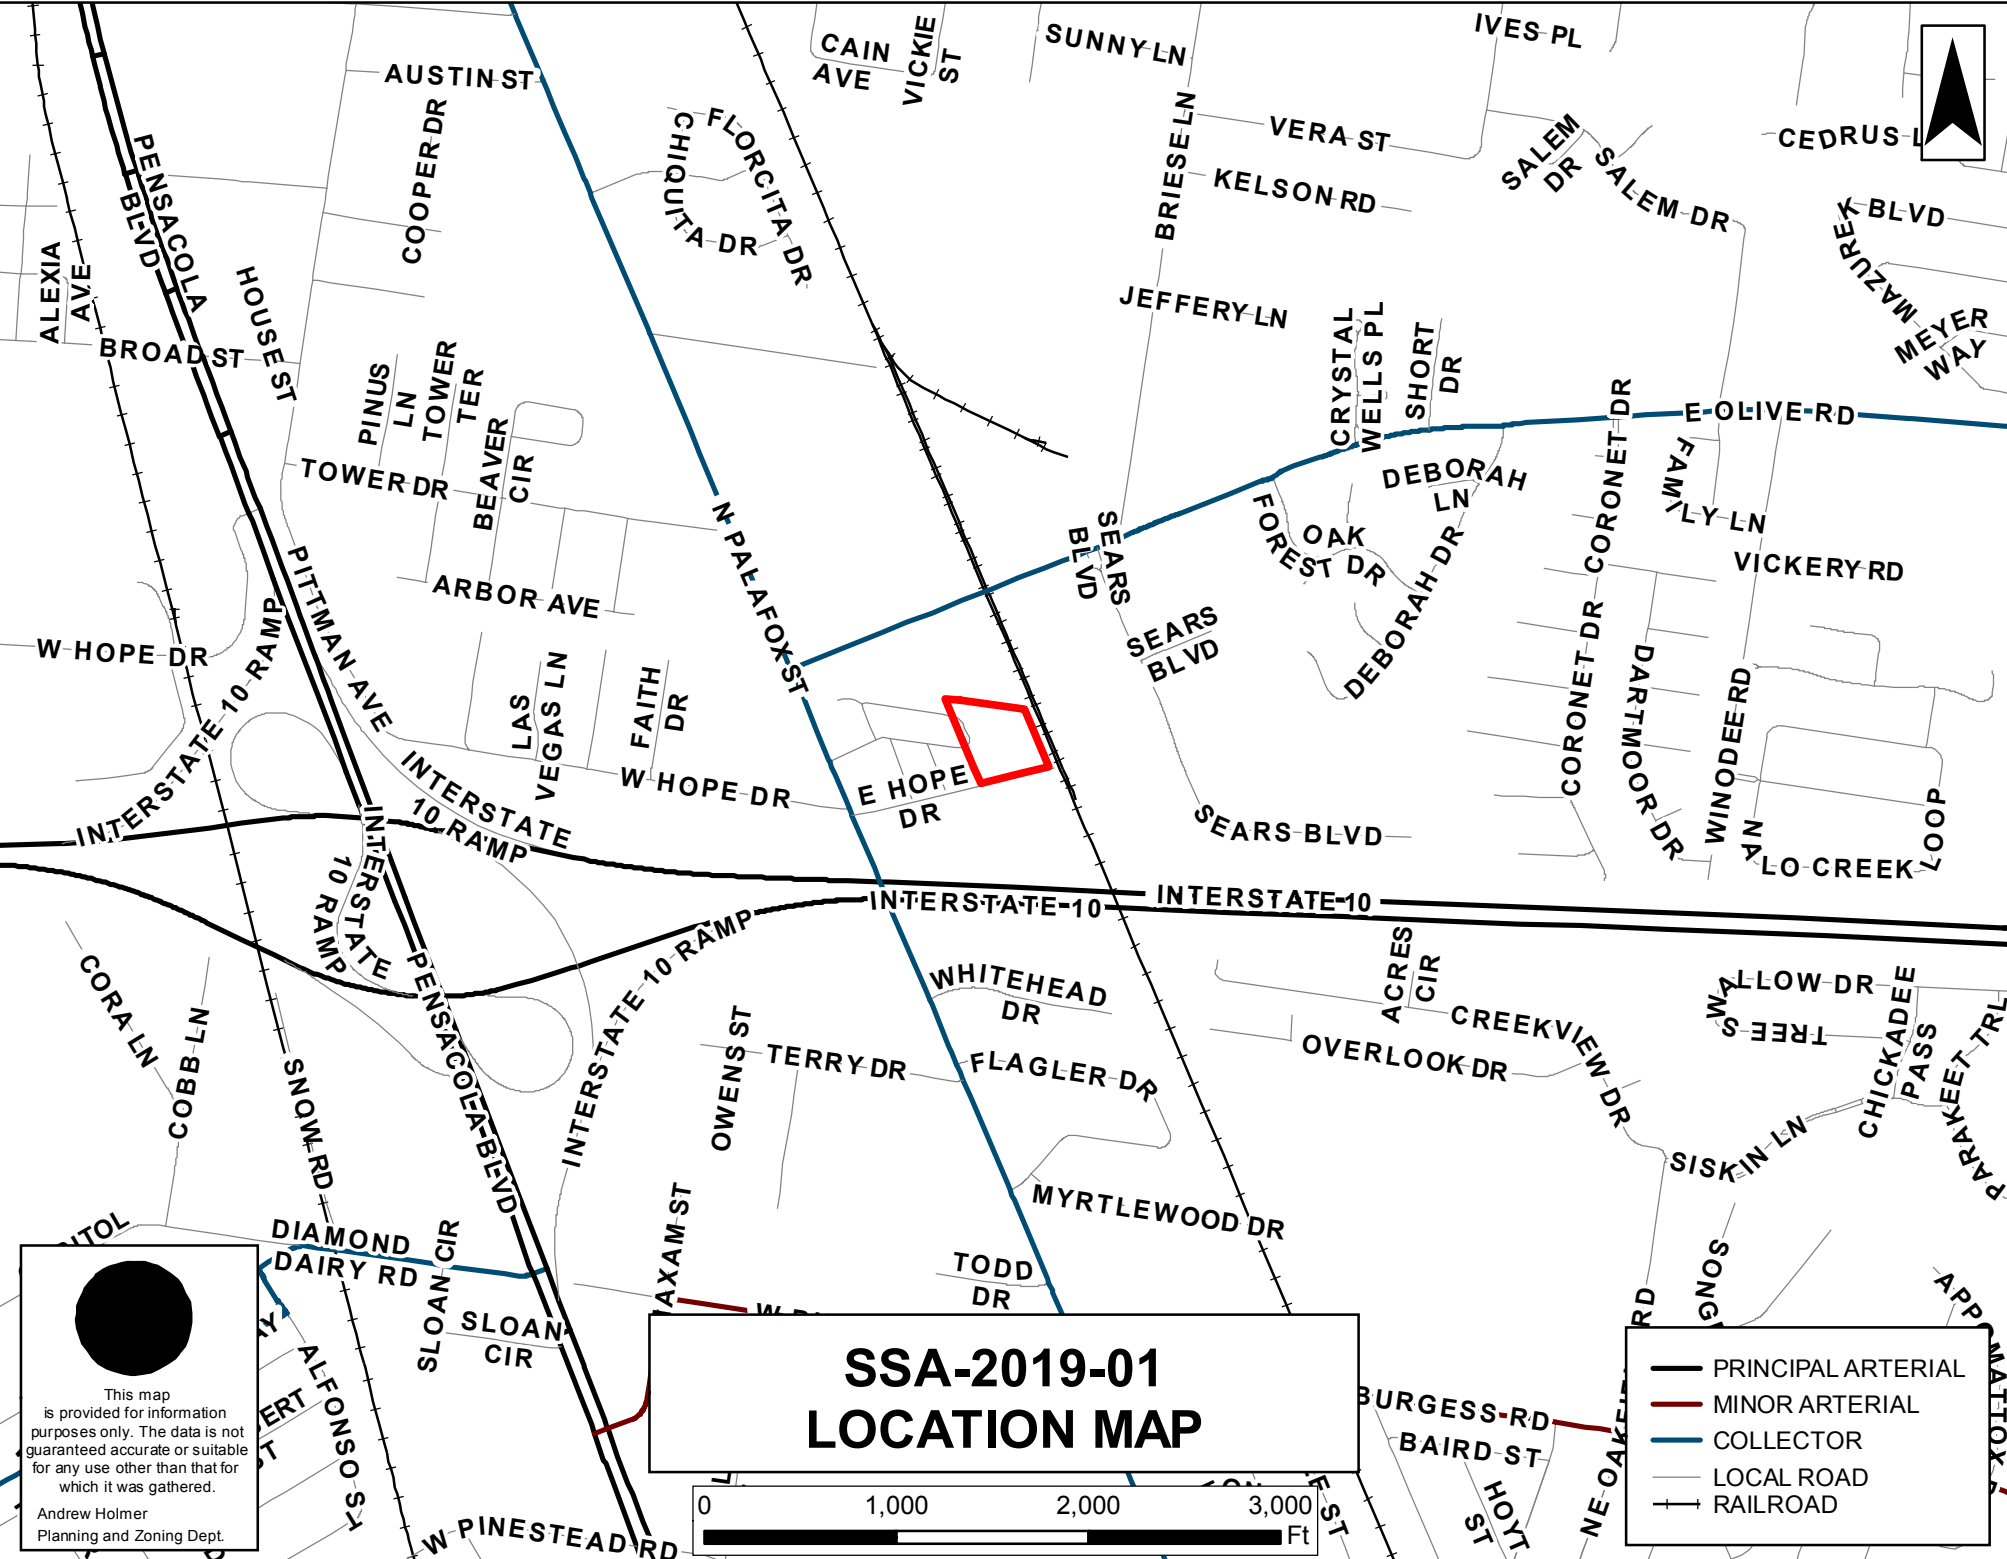 CAIN
AVE
VICKIE
ST
SUNNY LN
IVES PL
AUSTIN ST
COOPER DR
CHIQUITA DR
FLORCITA DR
BRIESE LN
VERA ST
KELSON RD
SALEM
DR
SALEM DR
CEDRUS
BLVD
MAZUREK
MEYER
WAY
PENSACOLA
BLVD
ALEXIA
AVE
HOUSE ST
BROAD ST
JEFFERY LN
CRYSTAL
WELLS PL
SHORT
DR
PINUS
LN
TOWER
TER
BEAVER
CIR
TOWER DR
ARBOR AVE
N PALAFOX ST
E OLIVE RD
DEBORAH
LN
FOREST
OAK
DR
DEBORAH DR
CORONET DR
CORONET DR
FAMILY LN
VICKERY RD
SEARS
BLVD
SEARS
BLVD
SEARS BLVD
DARTMOOR DR
WINODEE RD
LOOP
LO CREEK
AN
W HOPE DR
INTERSTATE 10 RAMP
PITTMAN AVE
LAS
VEGAS LN
FAITH
DR
W HOPE DR
E HOPE
DR
INTERSTATE
10 RAMP
INTERSTATE
10 RAMP
INTERSTATE 10 RAMP
INTERSTATE 10
INTERSTATE 10
CORA LN
COBB LN
SNOW RD
PENSACOLA BLVD
OWENS ST
TERRY DR
WHITEHEAD
DR
FLAGLER DR
MYRTLEWOOD DR
TODD
DR
ACRES
CIR
CREEKVIEW DR
OVERLOOK DR
SWALLOW DR
TREE
CHICKADEE
PASS
PARAKEET TRL
SISKIN LN
DIAMOND
DAIRY RD
SLOAN CIR
SLOAN
CIR
AXAM ST
ALFONSO ST
W PINESTEAD RD
BURGESS RD
BAIRD ST
HOYT
ST
RD
APPOMATTOX
This map
is provided for information
purposes only. The data is not
guaranteed accurate or suitable
for any use other than that for
which it was gathered.
Andrew Holmer
Planning and Zoning Dept.
SSA-2019-01
LOCATION MAP
0 1,000 2,000 3,000
Ft
PRINCIPAL ARTERIAL
MINOR ARTERIAL
COLLECTOR
LOCAL ROAD
RAILROAD